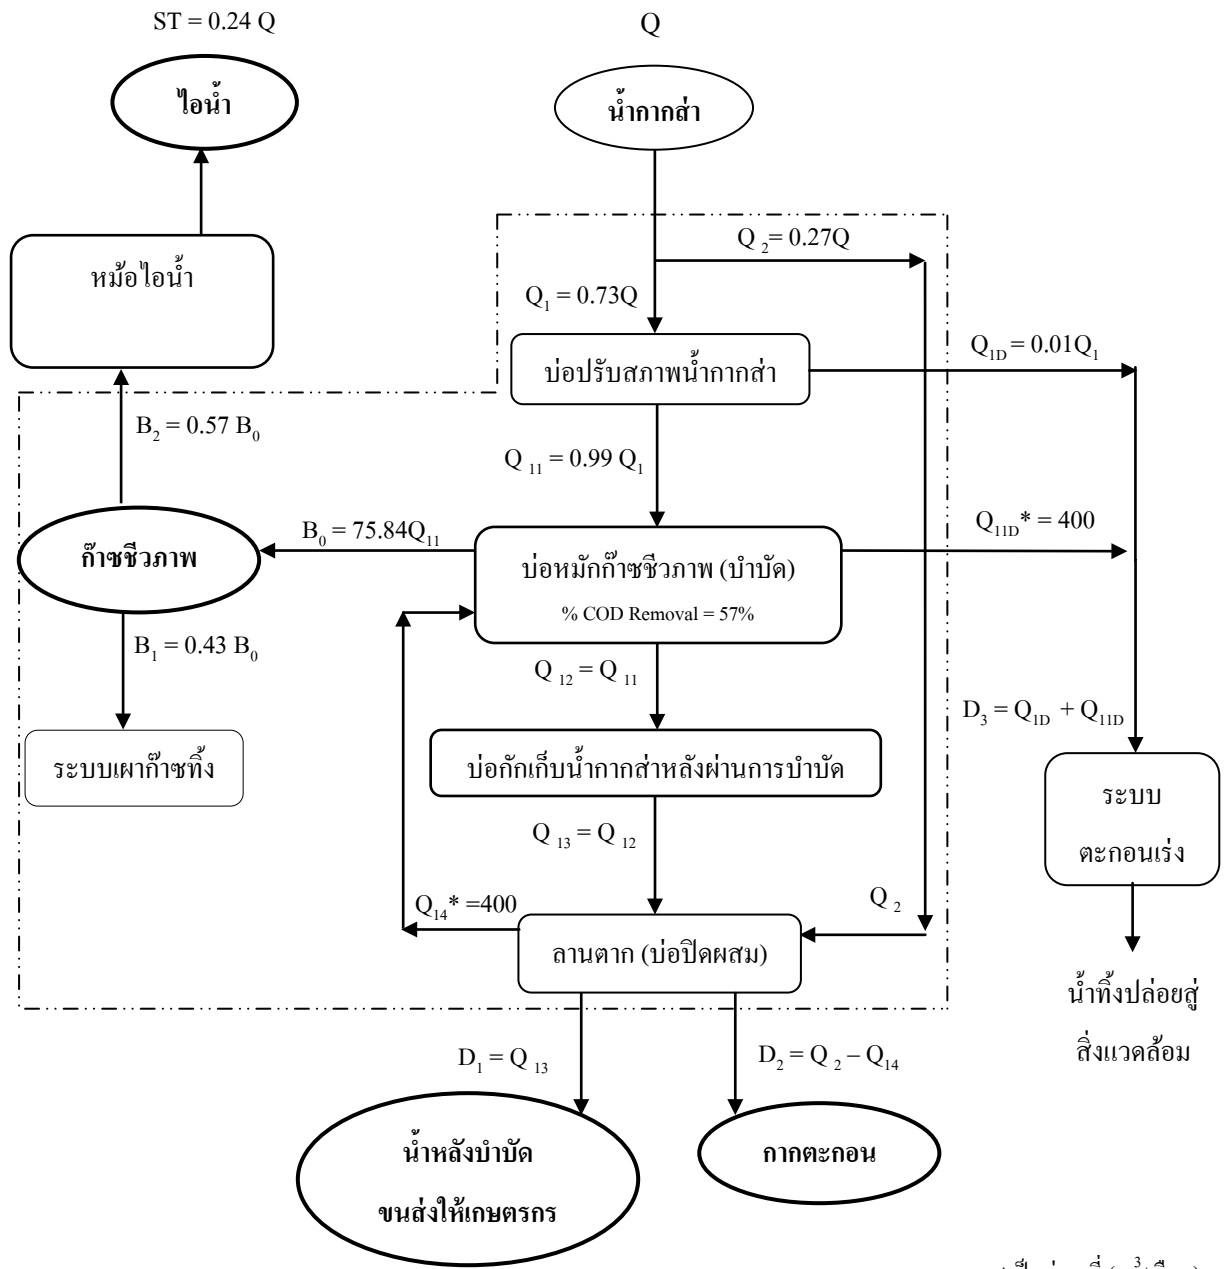 ST = 0.24 Q
Q
ไอน้ำ
น้ำกากส่า
Q 2= 0.27Q
หม้อไอน้ำ
Q1 = 0.73Q
Q1D = 0.01Q1
บ่อปรับสภาพน้ำกากส่า
B2 = 0.57 B0
Q 11 = 0.99 Q1
B0 = 75.84Q11
Q11D* = 400
ก๊าซชีวภาพ
บ่อหมักก๊าซชีวภาพ (บำบัด)
% COD Removal = 57%
B1 = 0.43 B0
Q 12 = Q 11
D3 = Q1D + Q11D
ระบบเผาก๊าซทิ้ง
บ่อกักเก็บน้ำกากส่าหลังผ่านการบำบัด
ระบบ
ตะกอนเร่ง
Q 13 = Q 12
Q14* =400
Q 2
ลานตาก (บ่อปิดผสม)
น้ำทิ้งปล่อยสู่
สิ่งแวดล้อม
D1 = Q 13
D2 = Q 2 – Q14
น้ำหลังบำบัด
ขนส่งให้เกษตรกร
กากตะกอน